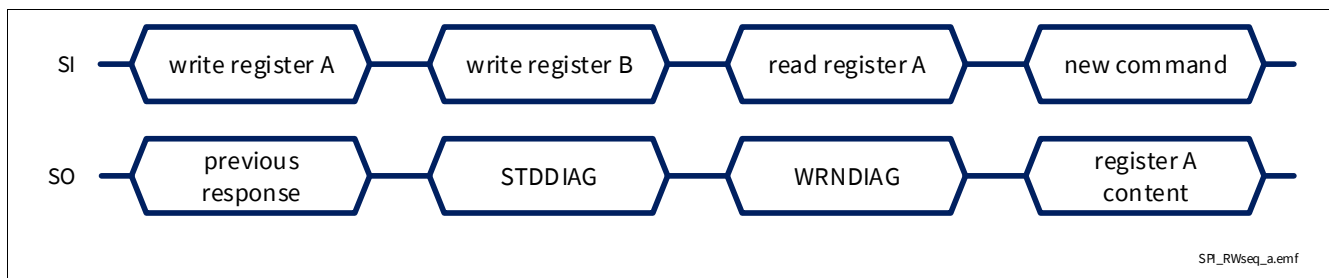 SI
write register A
write register B
read register A
new command
SO
previous
response
STDDIAG
WRNDIAG
register A
content
SPI_RWseq_a.emf